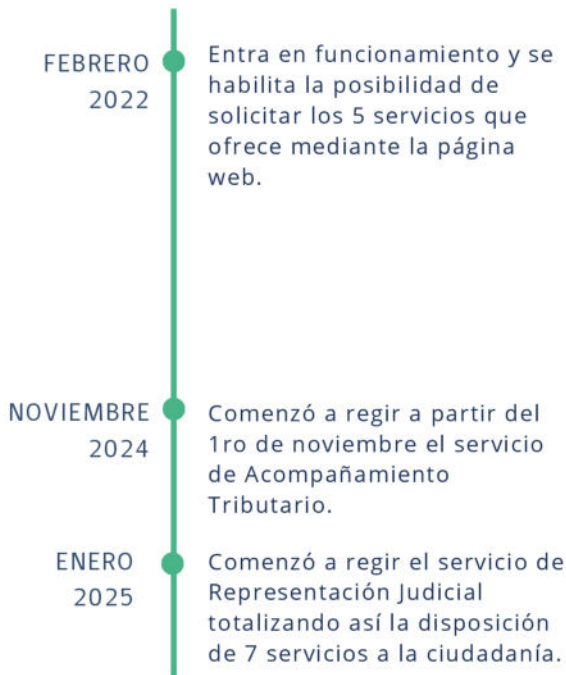 FEBRERO
2022
Entra en funcionamiento y se
habilita la posibilidad de
solicitar los 5 servicios que
ofrece mediante la página
web.
NOVIEMBRE
2024
Comenzó a regir a partir del
1ro de noviembre el servicio
de Acompañamiento
Tributario.
ENERO
2025
Comenzó a regir el servicio de
Representación Judicial
totalizando así la disposición
de 7 servicios a la ciudadanía.